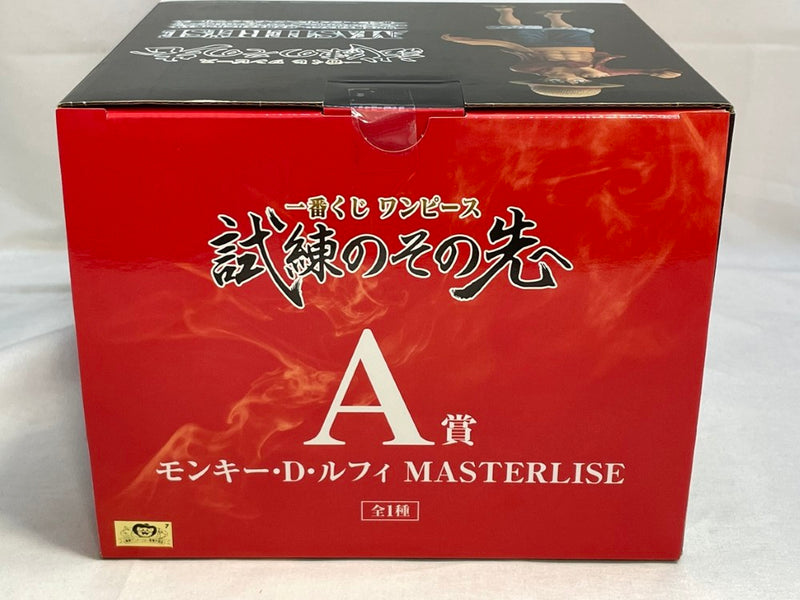 一番くじ ワンピース
試練のその先へ
A賞
モンキー・D・ルフィ MASTERLISE
全1種